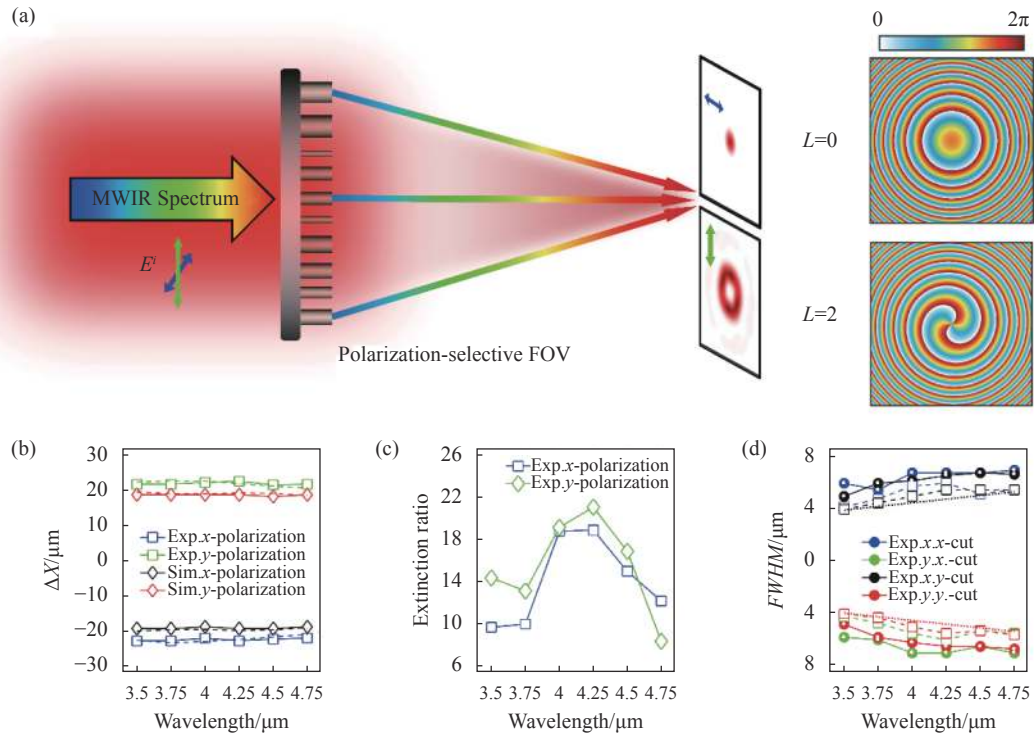 (a)
0
2π
MWIR Spectrum
E^i
Polarization-selective FOV
L=0
L=2
(b)
30
20
10
0
−10
−20
−30
ΔX/μm
Exp.x-polarization
Exp.y-polarization
Sim.x-polarization
Sim.y-polarization
3.5 3.75 4 4.25 4.5 4.75
Wavelength/μm
(c)
26
22
18
14
10
6
Extinction ratio
Exp.x-polarization
Exp.y-polarization
3.5 3.75 4 4.25 4.5 4.75
Wavelength/μm
(d)
8
4
0
4
8
FWHM/μm
Exp.x.x-cut
Exp.y.x.-cut
Exp.x.y-cut
Exp.y.y.-cut
3.5 3.75 4 4.25 4.5 4.75
Wavelength/μm